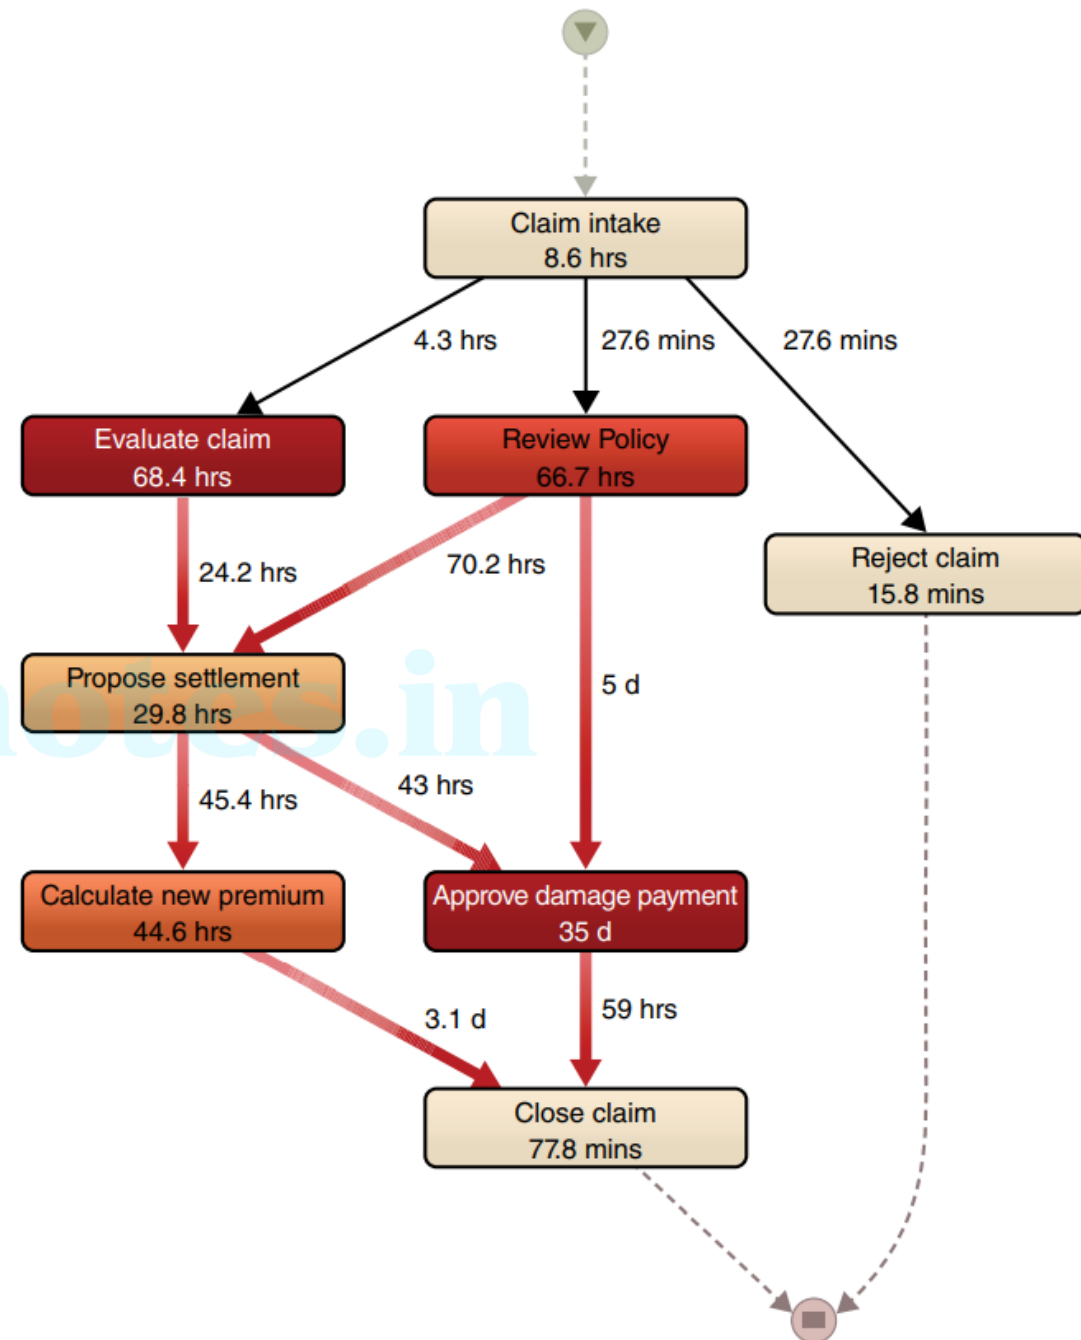 Claim intake
8.6 hrs
4.3 hrs
27.6 mins
27.6 mins
Evaluate claim
68.4 hrs
Review Policy
66.7 hrs
Reject claim
15.8 mins
24.2 hrs
70.2 hrs
Propose settlement
29.8 hrs
5 d
notes.in
45.4 hrs
43 hrs
Calculate new premium
44.6 hrs
Approve damage payment
35 d
3.1 d
59 hrs
Close claim
77.8 mins